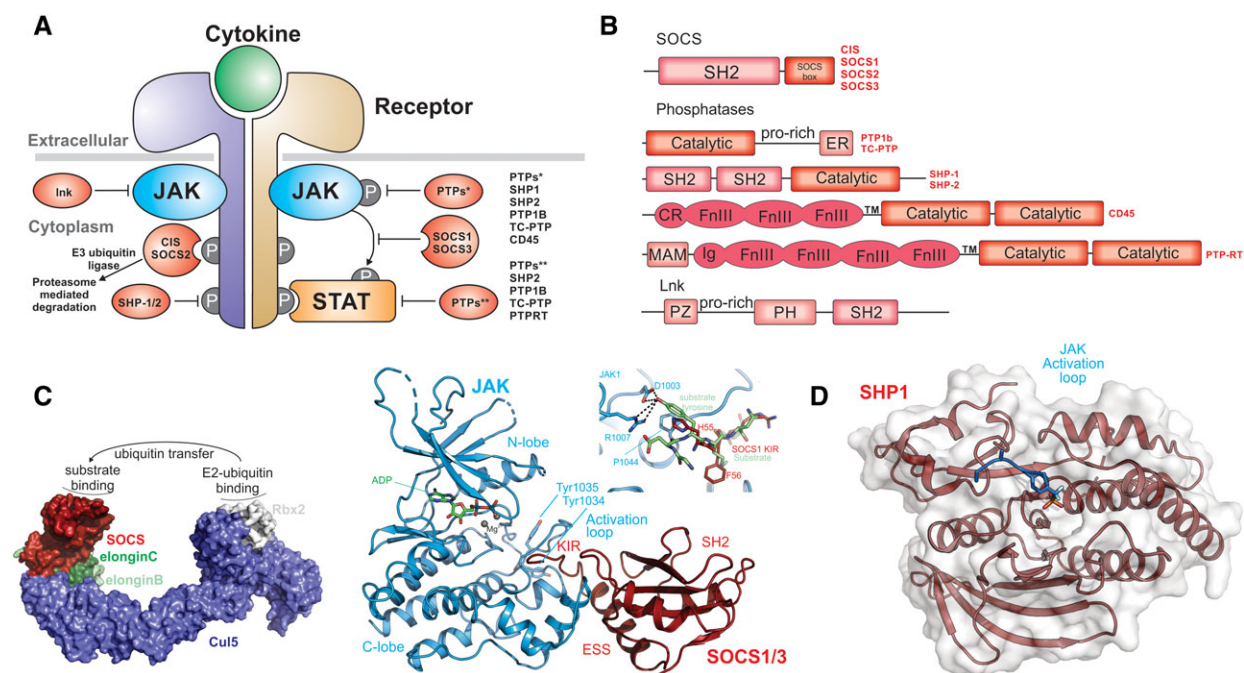 A
Cytokine
Receptor
Extracellular
lnk
JAK
JAK
P
PTPs*
PTPs*
SHP1
SHP2
PTP1B
TC-PTP
CD45
Cytoplasm
CIS
SOCS2
P
P
SOCS1
SOCS3
E3 ubiquitin
ligase
Proteasome
mediated
degradation
SHP-1/2
P
P
P
STAT
PTPs**
PTPs**
SHP2
PTP1B
TC-PTP
PTPRT
B
SOCS
SH2
SOCS
box
CIS
SOCS1
SOCS2
SOCS3
Phosphatases
Catalytic
pro-rich
ER
PTP1b
TC-PTP
SH2
SH2
Catalytic
SHP-1
SHP-2
CR
FnIII
FnIII
FnIII
TM
Catalytic
Catalytic
CD45
MAM
Ig
FnIII
FnIII
FnIII
FnIII
TM
Catalytic
Catalytic
PTP-RT
Lnk
PZ
pro-rich
PH
SH2
C
ubiquitin transfer
substrate
binding
E2-ubiquitin
binding
Rbx2
SOCS
elonginC
elonginB
Cul5
JAK
N-lobe
ADP
Mg
Tyr1035
Tyr1034
Activation
loop
KIR
SH2
C-lobe
ESS
SOCS1/3
JAK1
D1003
substrate
tyrosine
R1007
H55
P1044
SOCS1 KIR
Substrate
F56
D
SHP1
JAK
Activation
loop